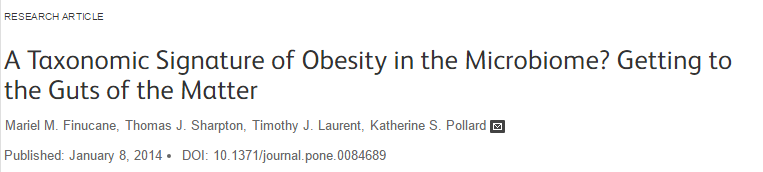 RESEARCH ARTICLE
A Taxonomic Signature of Obesity in the Microbiome? Getting to
the Guts of the Matter
Mariel M. Finucane, Thomas J. Sharpton, Timothy J. Laurent, Katherine S. Pollard
Published: January 8, 2014 • DOI: 10.1371/journal.pone.0084689